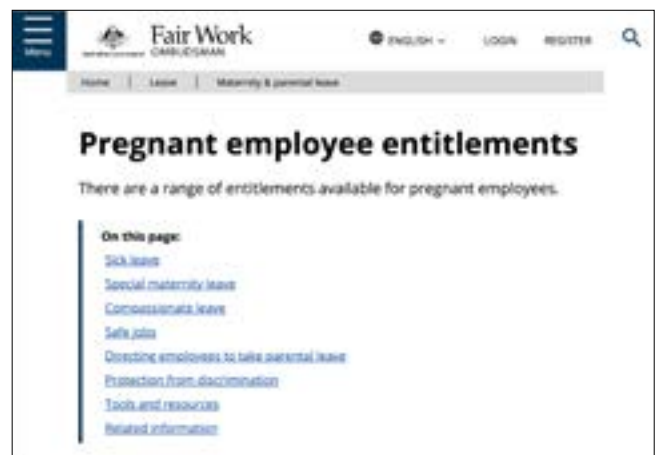 Menu
Fair Work
OMBUDSMAN
ENGLISH
LOGIN
REGISTER
Home | Leave | Maternity & parental leave
Pregnant employee entitlements
There are a range of entitlements available for pregnant employees.
On this page:
Sick leave
Special maternity leave
Compassionate leave
Safe jobs
Directing employees to take parental leave
Protection from discrimination
Tools and resources
Related information